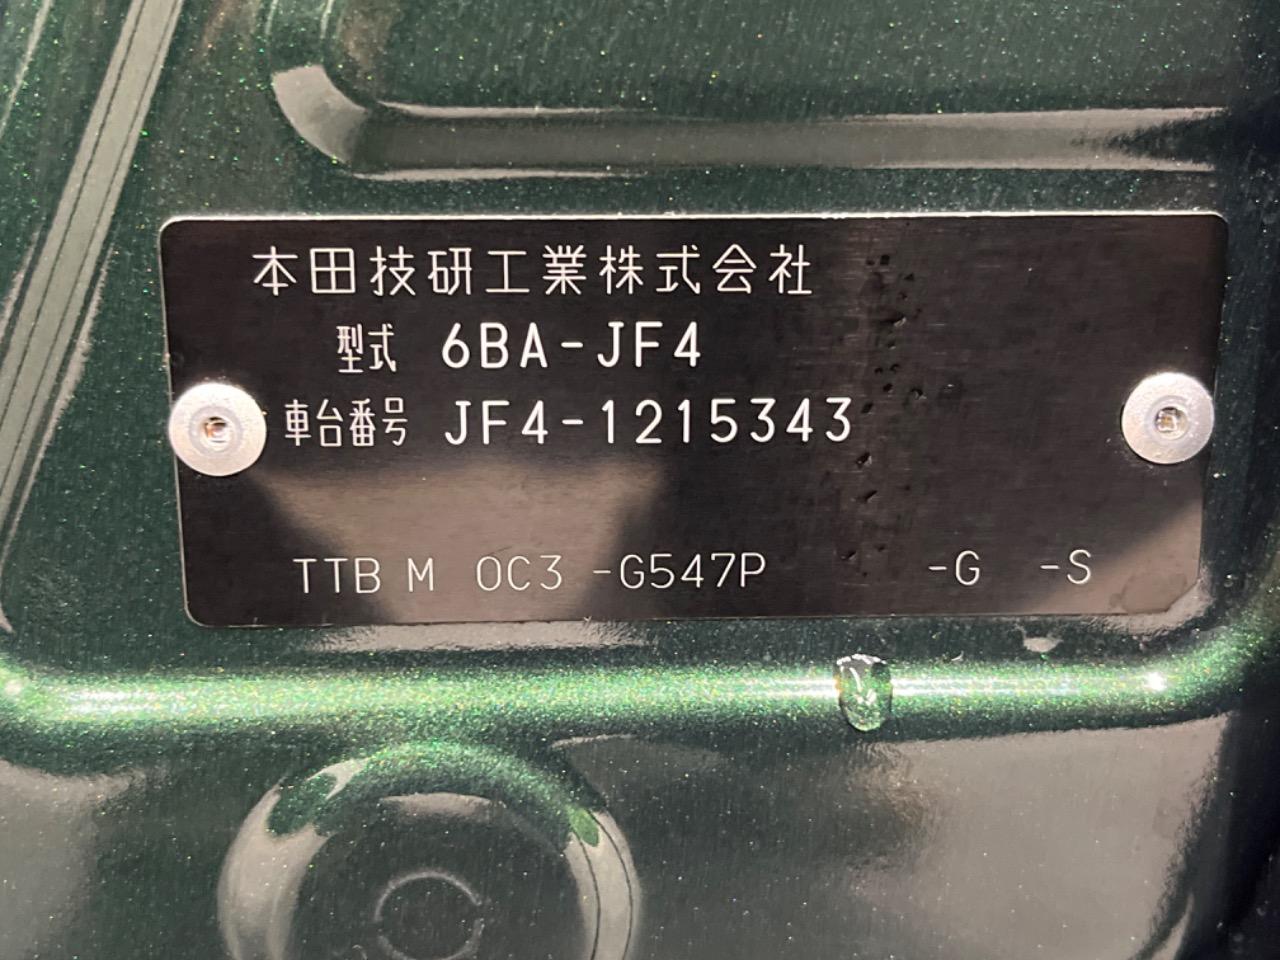 本田技研工業株式会社
型式 6BA-JF4
車台番号 JF4-1215343
TTB M OC3 -G547P -G -S